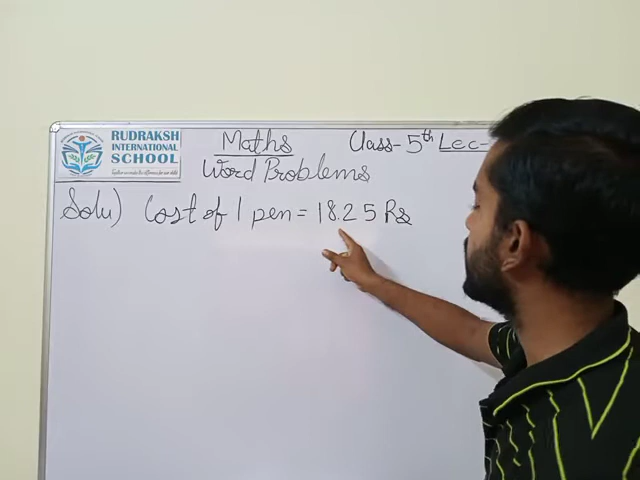 RUDRAKSH
INTERNATIONAL
SCHOOL
Maths
Class- 5th Lec-
Word Problems
Solu) Cost of 1 pen = 18.25 Rs